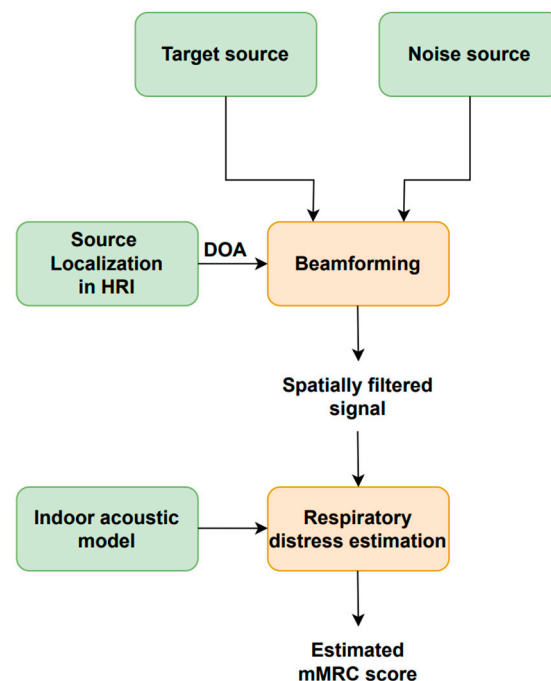 Target source
Noise source
Source
Localization
in HRI
DOA
Beamforming
Spatially filtered
signal
Indoor acoustic
model
Respiratory
distress estimation
Estimated
mMRC score